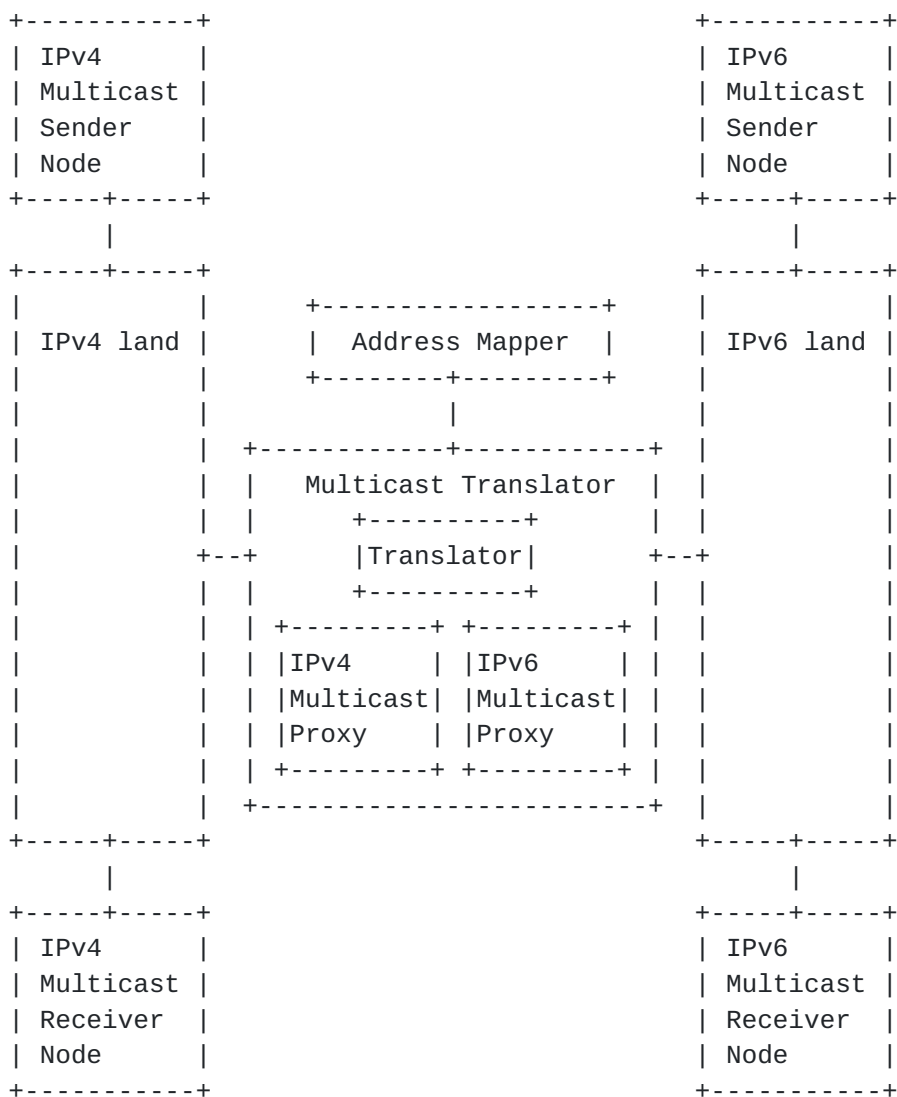 IPv4 IPv6
Multicast Multicast
Sender Sender
Node Node
IPv4 land Address Mapper IPv6 land
Multicast Translator
Translator
IPv4 IPv6
Multicast Multicast
Proxy Proxy
IPv4 IPv6
Multicast Multicast
Receiver Receiver
Node Node